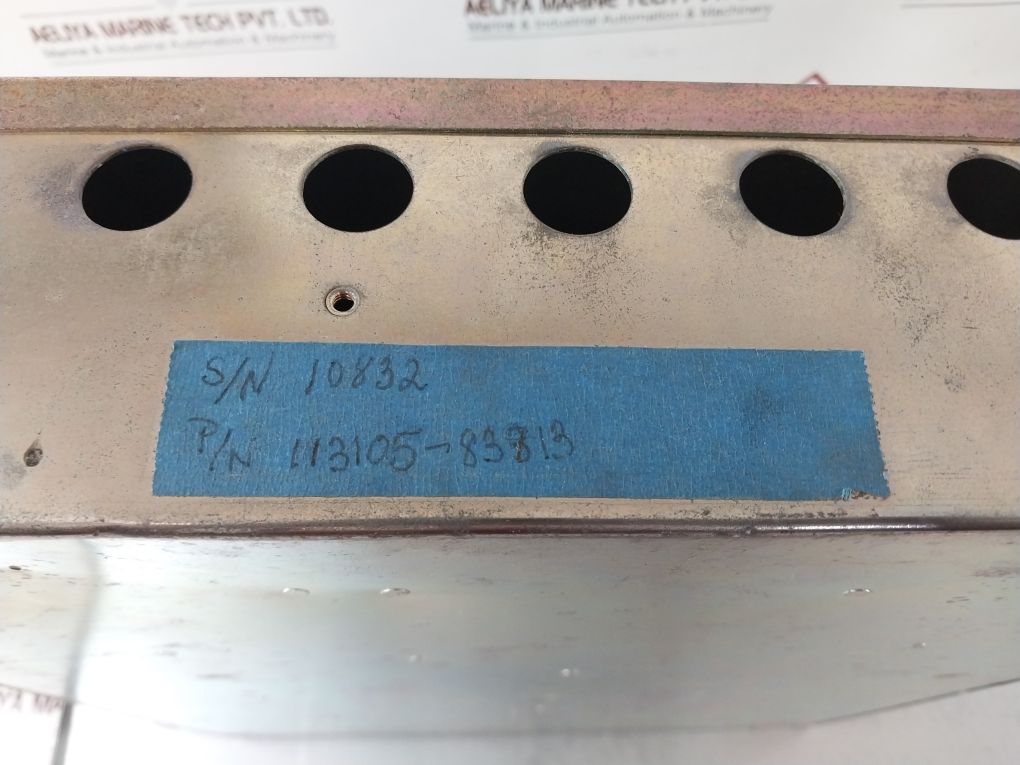 AELIYA MARINE TECH PVT. LTD.
Marine & Industrial Automation & Machinery
AELIYA MARINE TECH PVT
Marine & Industrial Automation & Machinery
S/N 10832
P/N 113105-83813